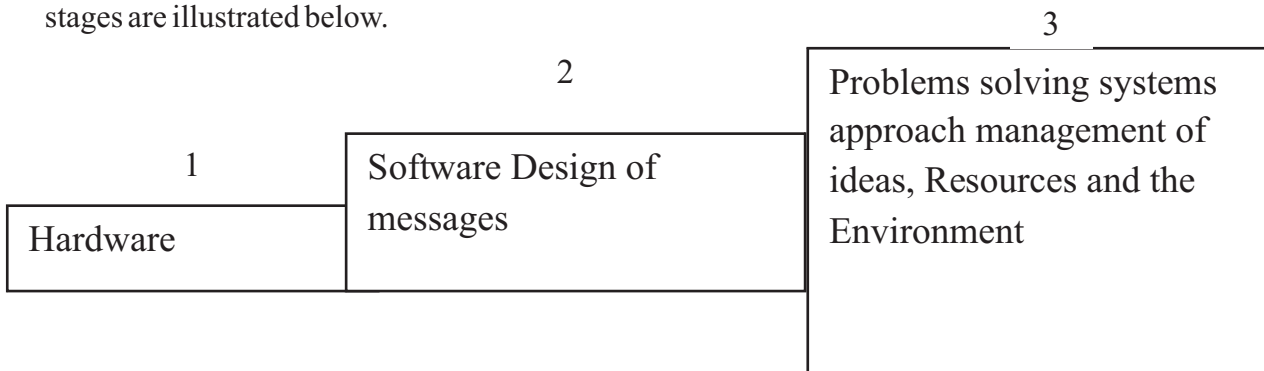 stages are illustrated below.
1
Hardware
2
Software Design of
messages
3
Problems solving systems
approach management of
ideas, Resources and the
Environment